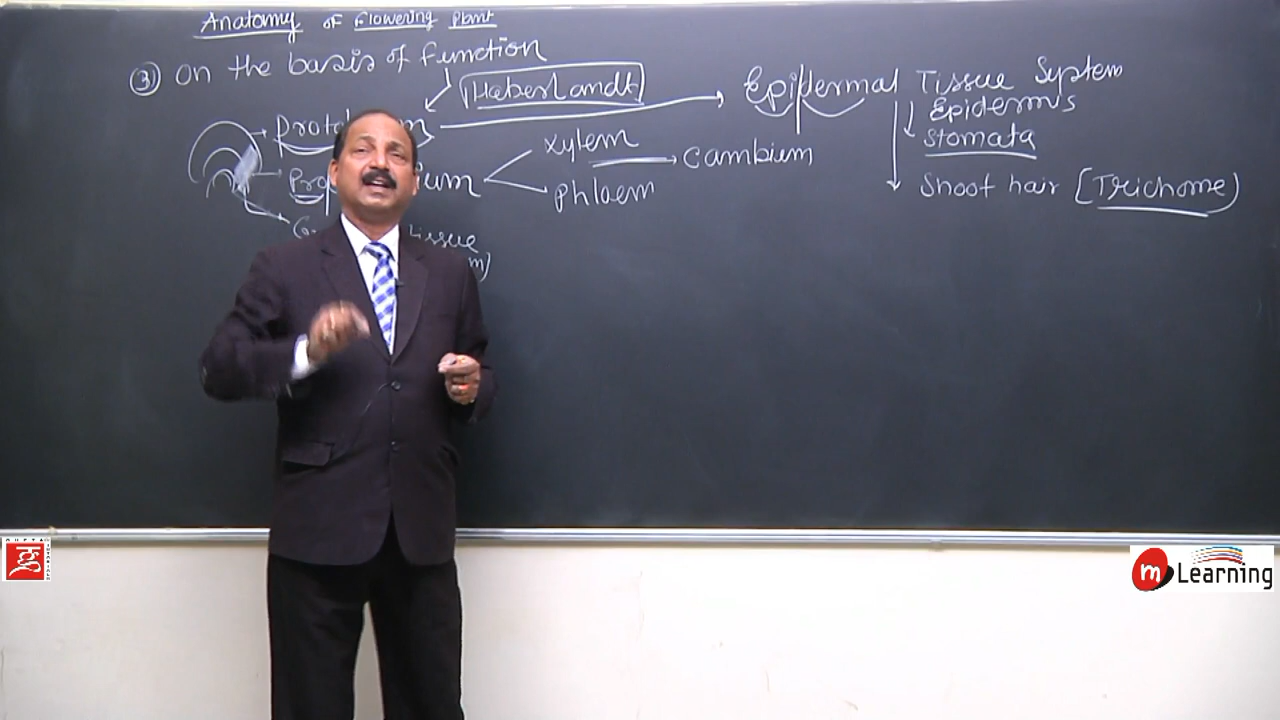 Anatomy of Flowering Plant
③ On the basis of function
Haberlandt
xylem
Cambium
Phloem
tissue
Epidermal Tissue System
Epidermis
Stomata
Shoot hair [Trichome)
m Learning